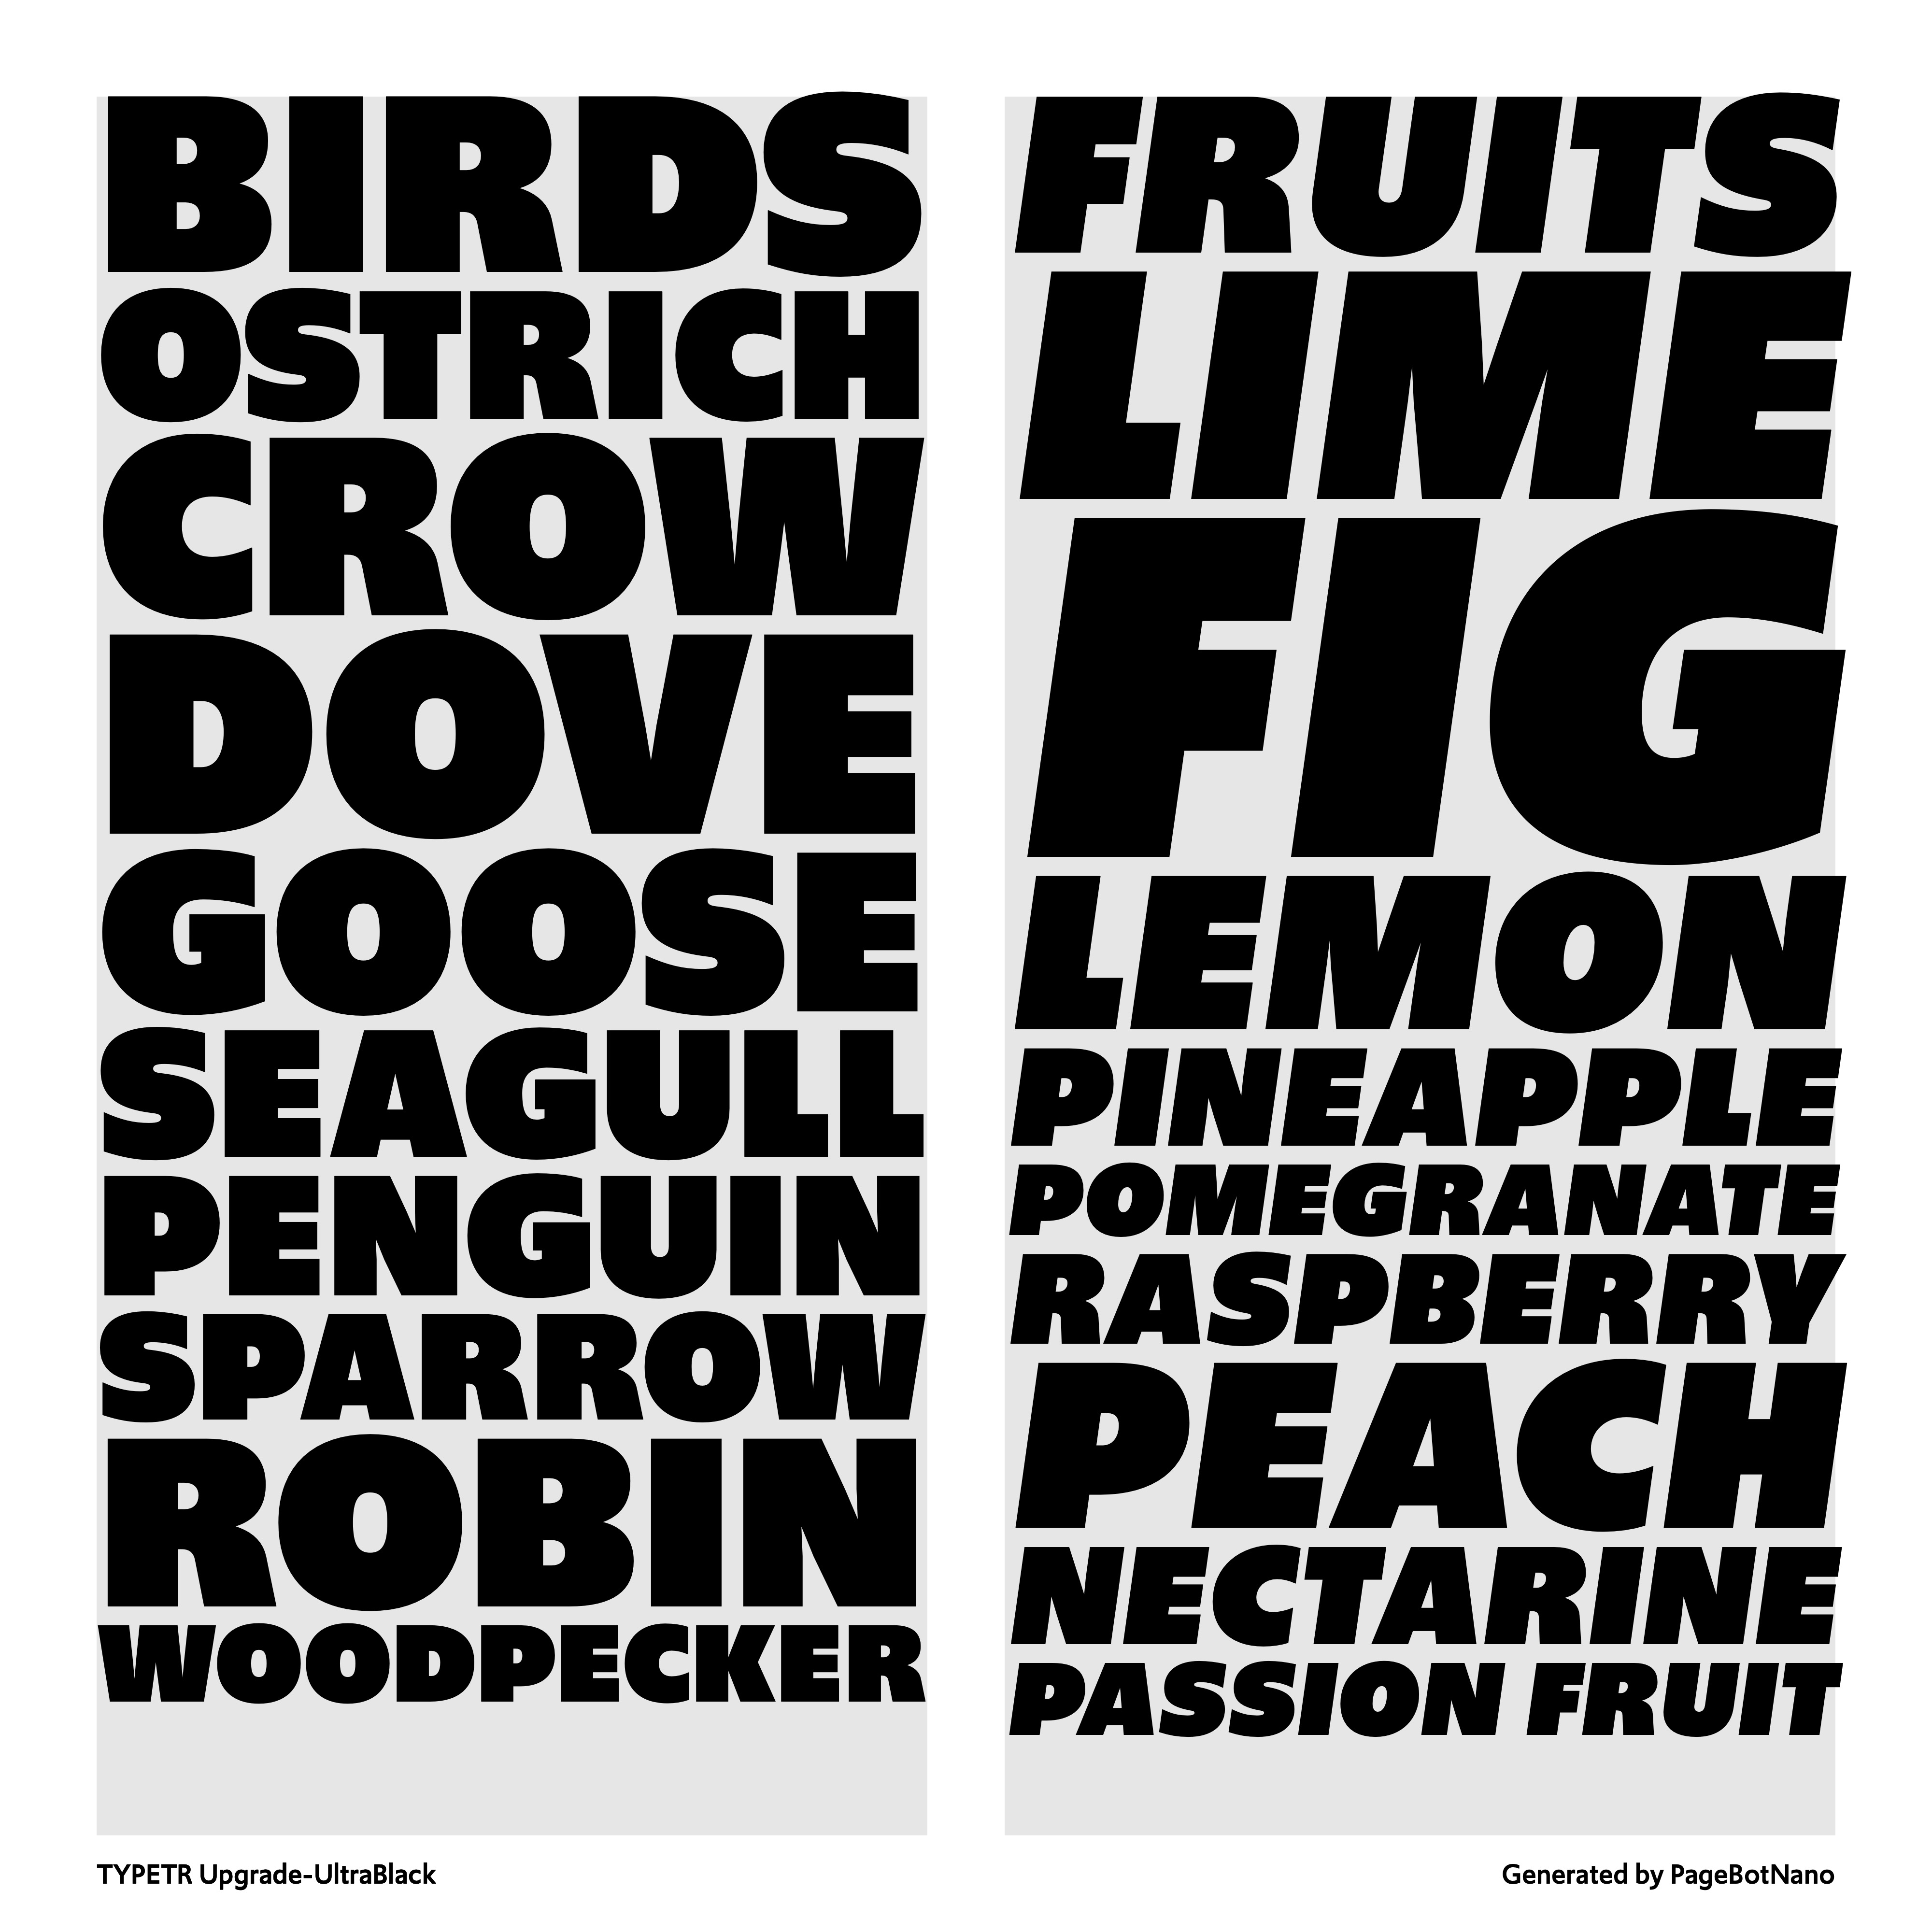 BIRDS
OSTRICH
CROW
DOVE
GOOSE
SEAGULL
PENGUIN
SPARROW
ROBIN
WOODPECKER
FRUITS
LIME
FIG
LEMON
PINEAPPLE
POMEGRANATE
RASPBERRY
PEACH
NECTARINE
PASSION FRUIT
TYPETR Upgrade-UltraBlack
Generated by PageBotNano